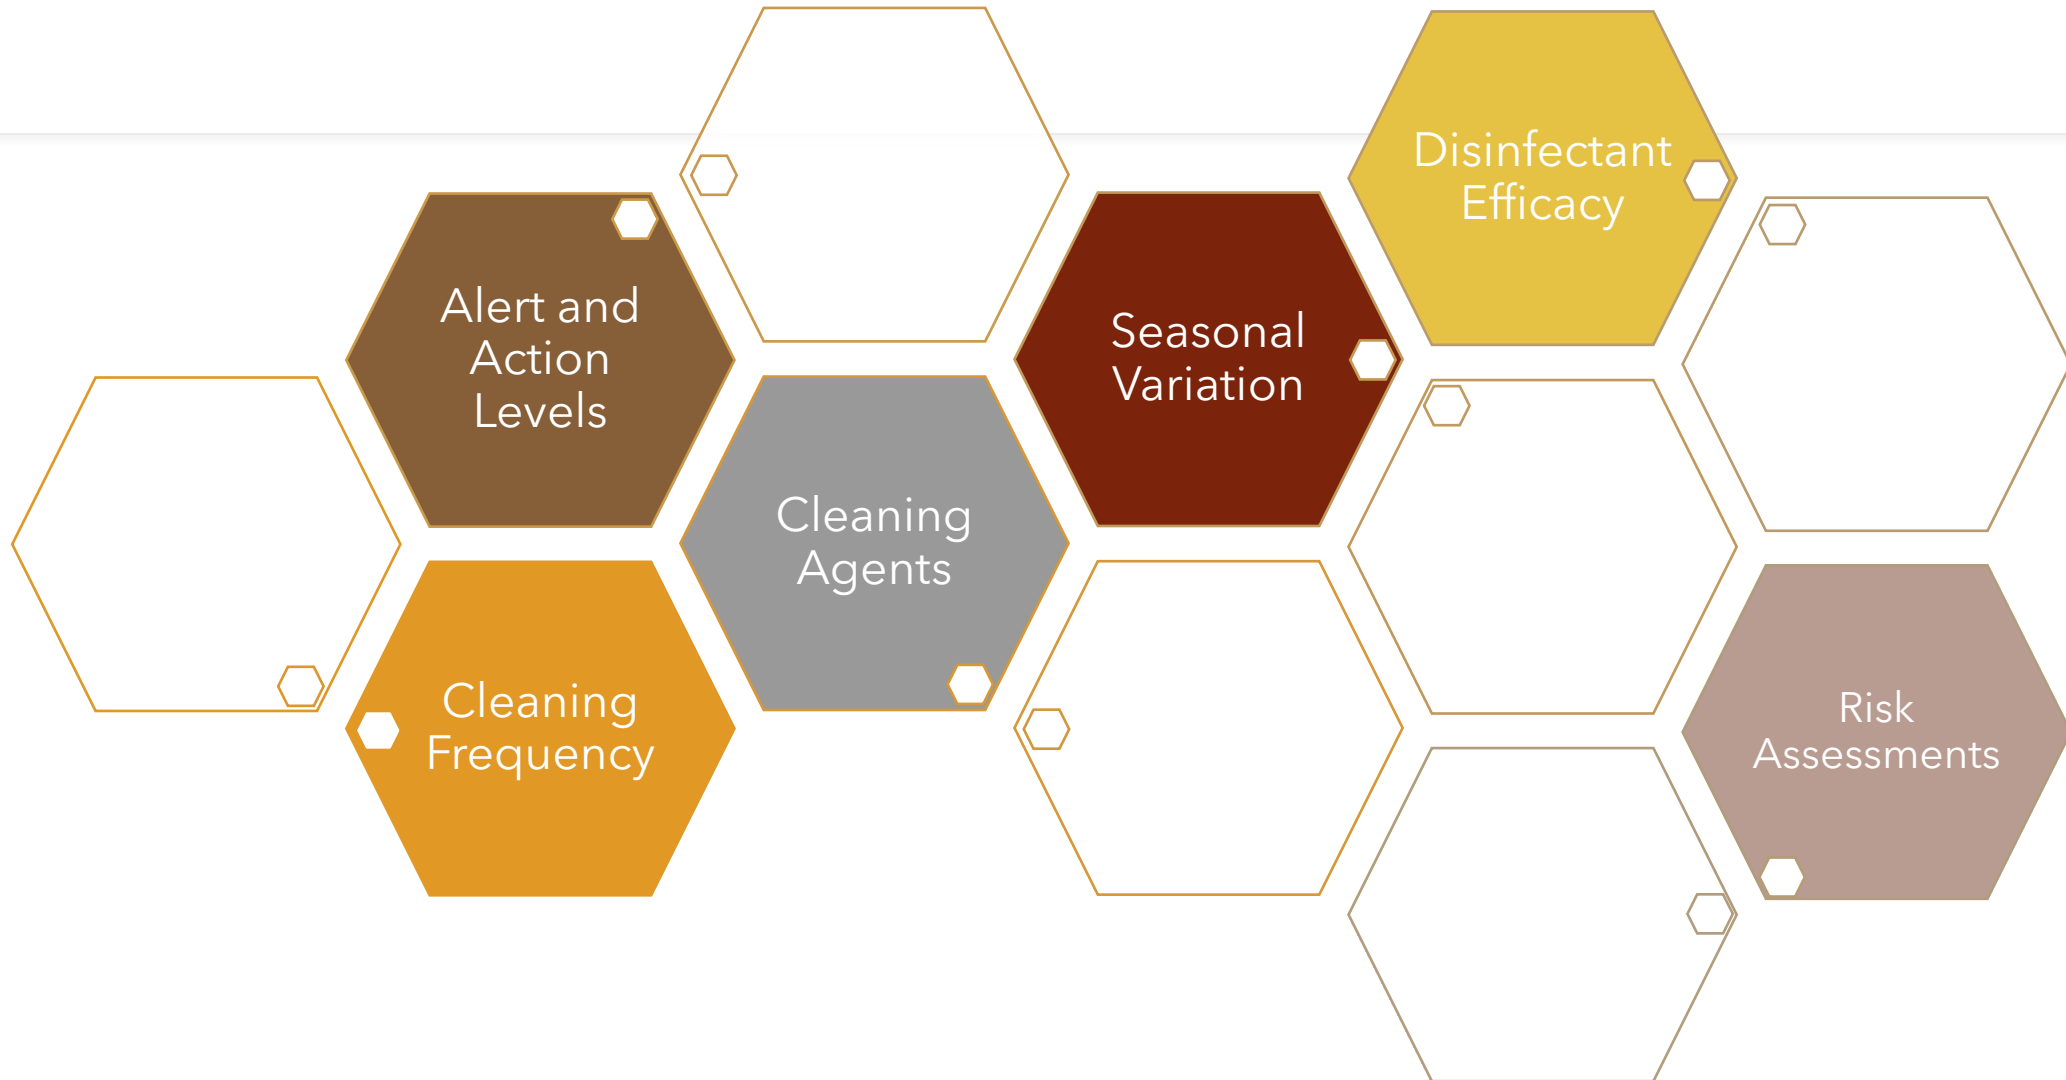 Alert and
Action
Levels
Cleaning
Frequency
Cleaning
Agents
Seasonal
Variation
Disinfectant
Efficacy
Risk
Assessments